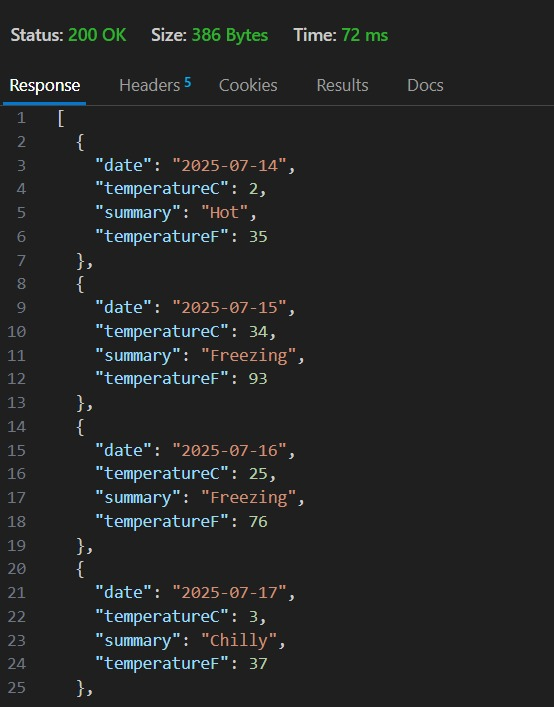 Status: 200 OK Size: 386 Bytes Time: 72 ms
Response Headers 5 Cookies Results Docs
1 [
2 {
3 "date": "2025-07-14",
4 "temperatureC": 2,
5 "summary": "Hot",
6 "temperatureF": 35
7 },
8 {
9 "date": "2025-07-15",
10 "temperatureC": 34,
11 "summary": "Freezing",
12 "temperatureF": 93
13 },
14 {
15 "date": "2025-07-16",
16 "temperatureC": 25,
17 "summary": "Freezing",
18 "temperatureF": 76
19 },
20 {
21 "date": "2025-07-17",
22 "temperatureC": 3,
23 "summary": "Chilly",
24 "temperatureF": 37
25 },